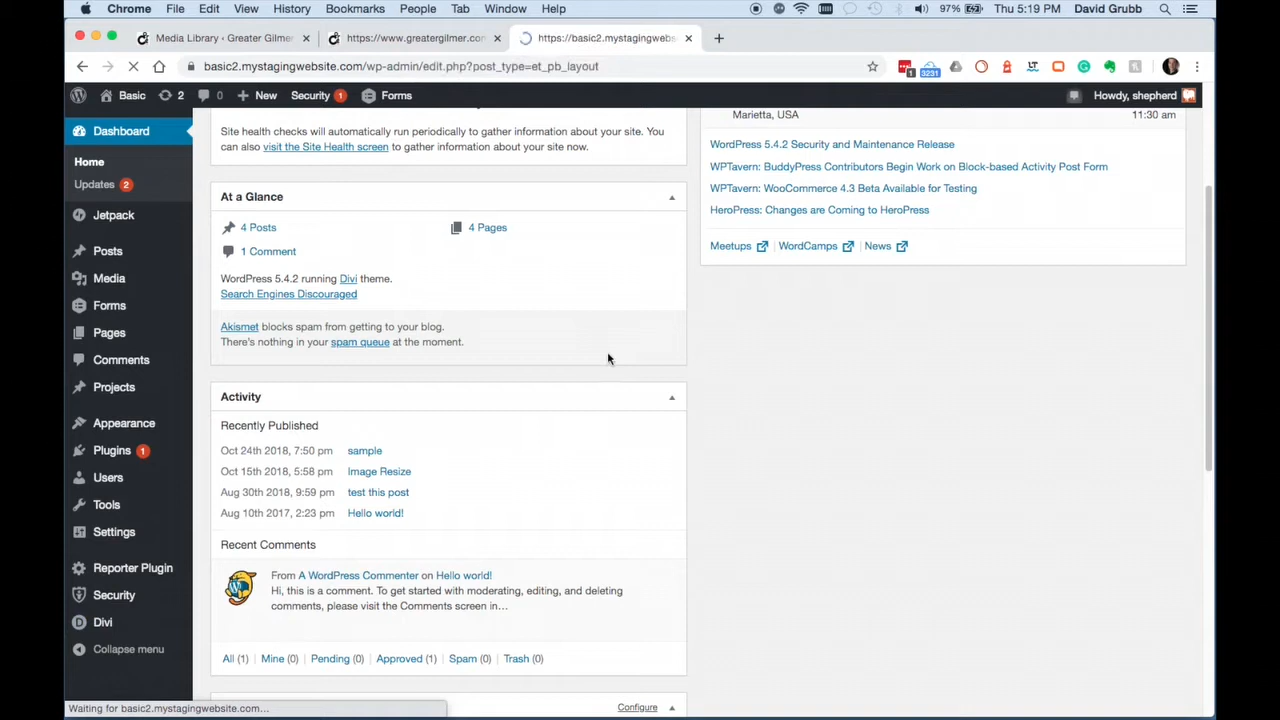 Chrome File Edit View History Bookmarks People Tab Window Help 97% Thu 5:19 PM David Grubb
Media Library ‹ Greater Gilmer × https://www.greatergilmer.com × https://basic2.mystagingwebs ×
basic2.mystagingwebsite.com/wp-admin/edit.php?post_type=et_pb_layout 1 3231 LT
Basic 2 0 + New Security 1 Forms Howdy, shepherd
Dashboard
Home
Updates 2
Jetpack
Posts
Media
Forms
Pages
Comments
Projects
Appearance
Plugins 1
Users
Tools
Settings
Reporter Plugin
Security
Divi
Collapse menu
Site health checks will automatically run periodically to gather information about your site. You
can also visit the Site Health screen to gather information about your site now.
At a Glance
4 Posts 4 Pages
1 Comment
WordPress 5.4.2 running Divi theme.
Search Engines Discouraged
Akismet blocks spam from getting to your blog.
There's nothing in your spam queue at the moment.
Activity
Recently Published
Oct 24th 2018, 7:50 pm sample
Oct 15th 2018, 5:58 pm Image Resize
Aug 30th 2018, 9:59 pm test this post
Aug 10th 2017, 2:23 pm Hello world!
Recent Comments
From A WordPress Commenter on Hello world!
Hi, this is a comment. To get started with moderating, editing, and deleting
comments, please visit the Comments screen in…
All (1) | Mine (0) | Pending (0) | Approved (1) | Spam (0) | Trash (0)
Configure
Marietta, USA 11:30 am
WordPress 5.4.2 Security and Maintenance Release
WPTavern: BuddyPress Contributors Begin Work on Block-based Activity Post Form
WPTavern: WooCommerce 4.3 Beta Available for Testing
HeroPress: Changes are Coming to HeroPress
Meetups | WordCamps | News
Waiting for basic2.mystagingwebsite.com...